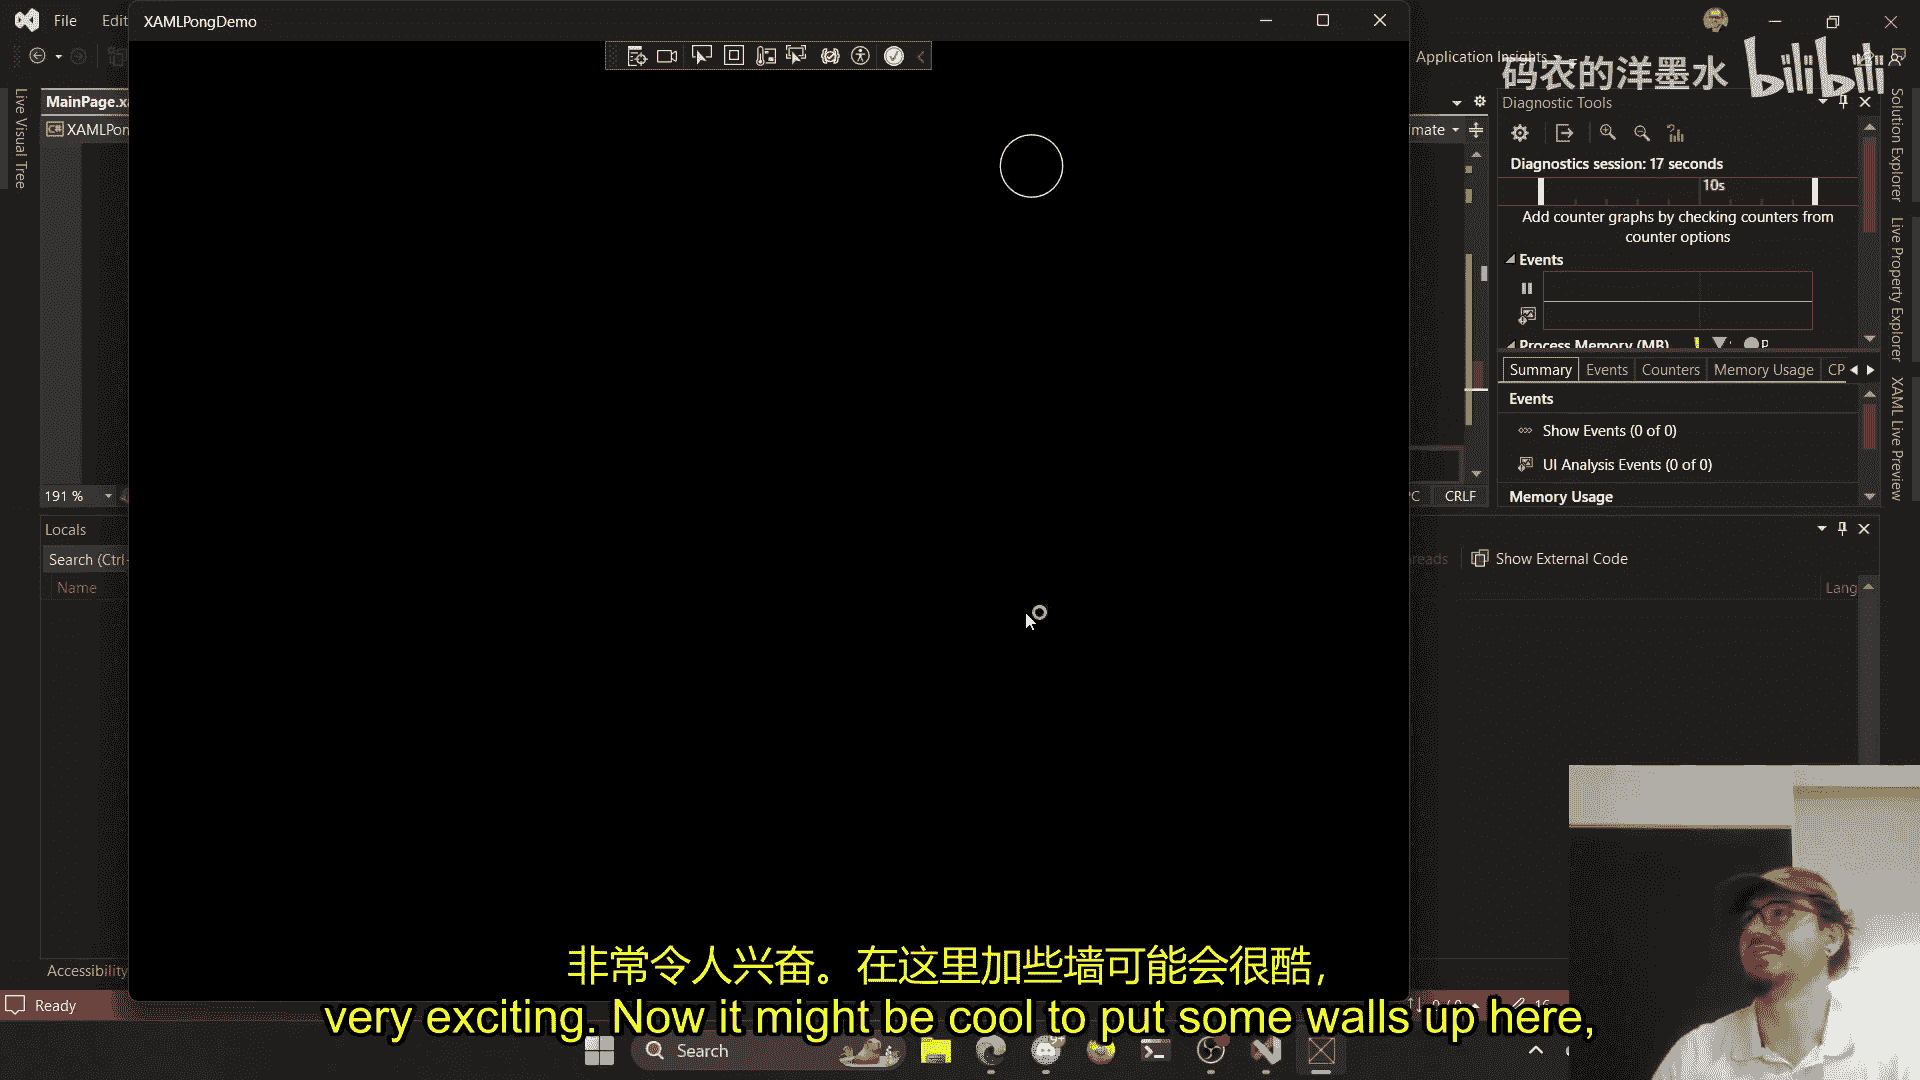 File Edit
XAMLPongDemo
Application Insights
码农的洋墨水 bilibili
MainPage.xa
XAMLPon
Live Visual Tree
Diagnostic Tools
Diagnostics session: 17 seconds
10s
Add counter graphs by checking counters from
counter options
Events
Process Memory (MB)
Summary Events Counters Memory Usage CP
Events
Show Events (0 of 0)
UI Analysis Events (0 of 0)
Memory Usage
Solution Explorer
Live Property Explorer
XAML Live Preview
imate
191 %
CRLF
Locals
Search (Ctrl
Name
Show External Code
Lang
Accessibility
Ready
非常令人兴奋。在这里加些墙可能会很酷，
very exciting. Now it might be cool to put some walls up here,
Search